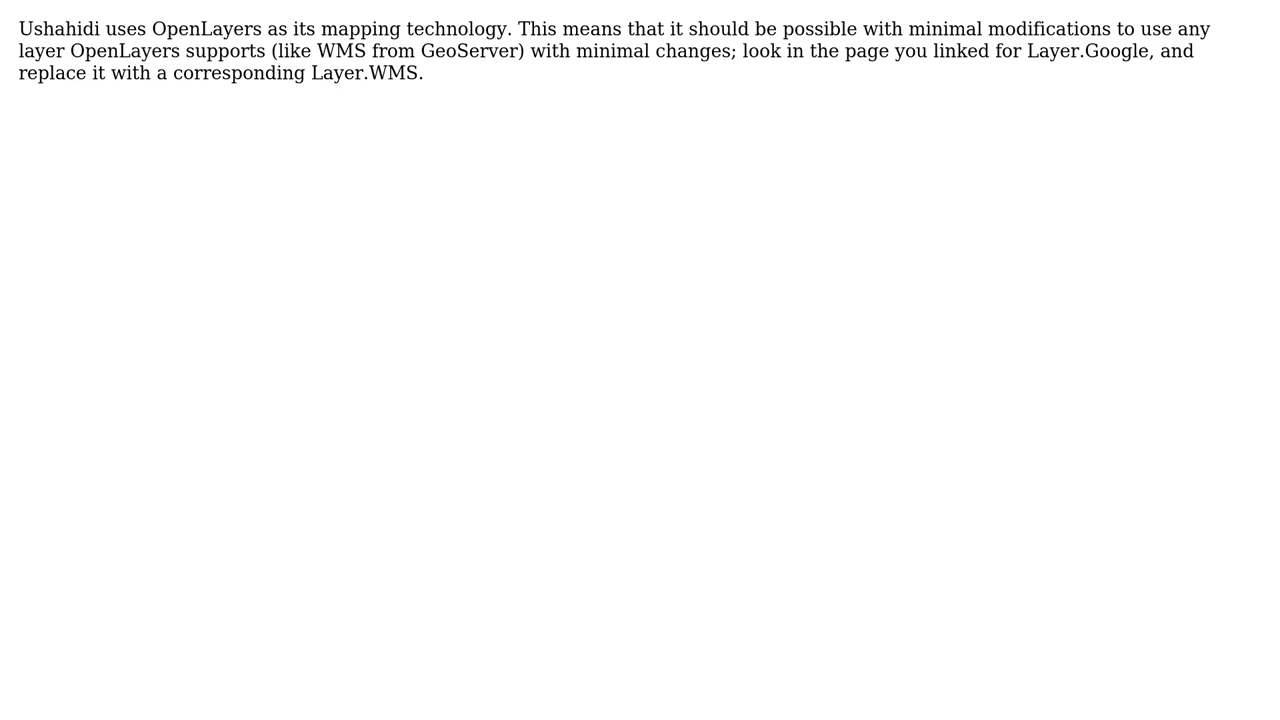 Ushahidi uses OpenLayers as its mapping technology. This means that it should be possible with minimal modifications to use any
layer OpenLayers supports (like WMS from GeoServer) with minimal changes; look in the page you linked for Layer.Google, and
replace it with a corresponding Layer.WMS.